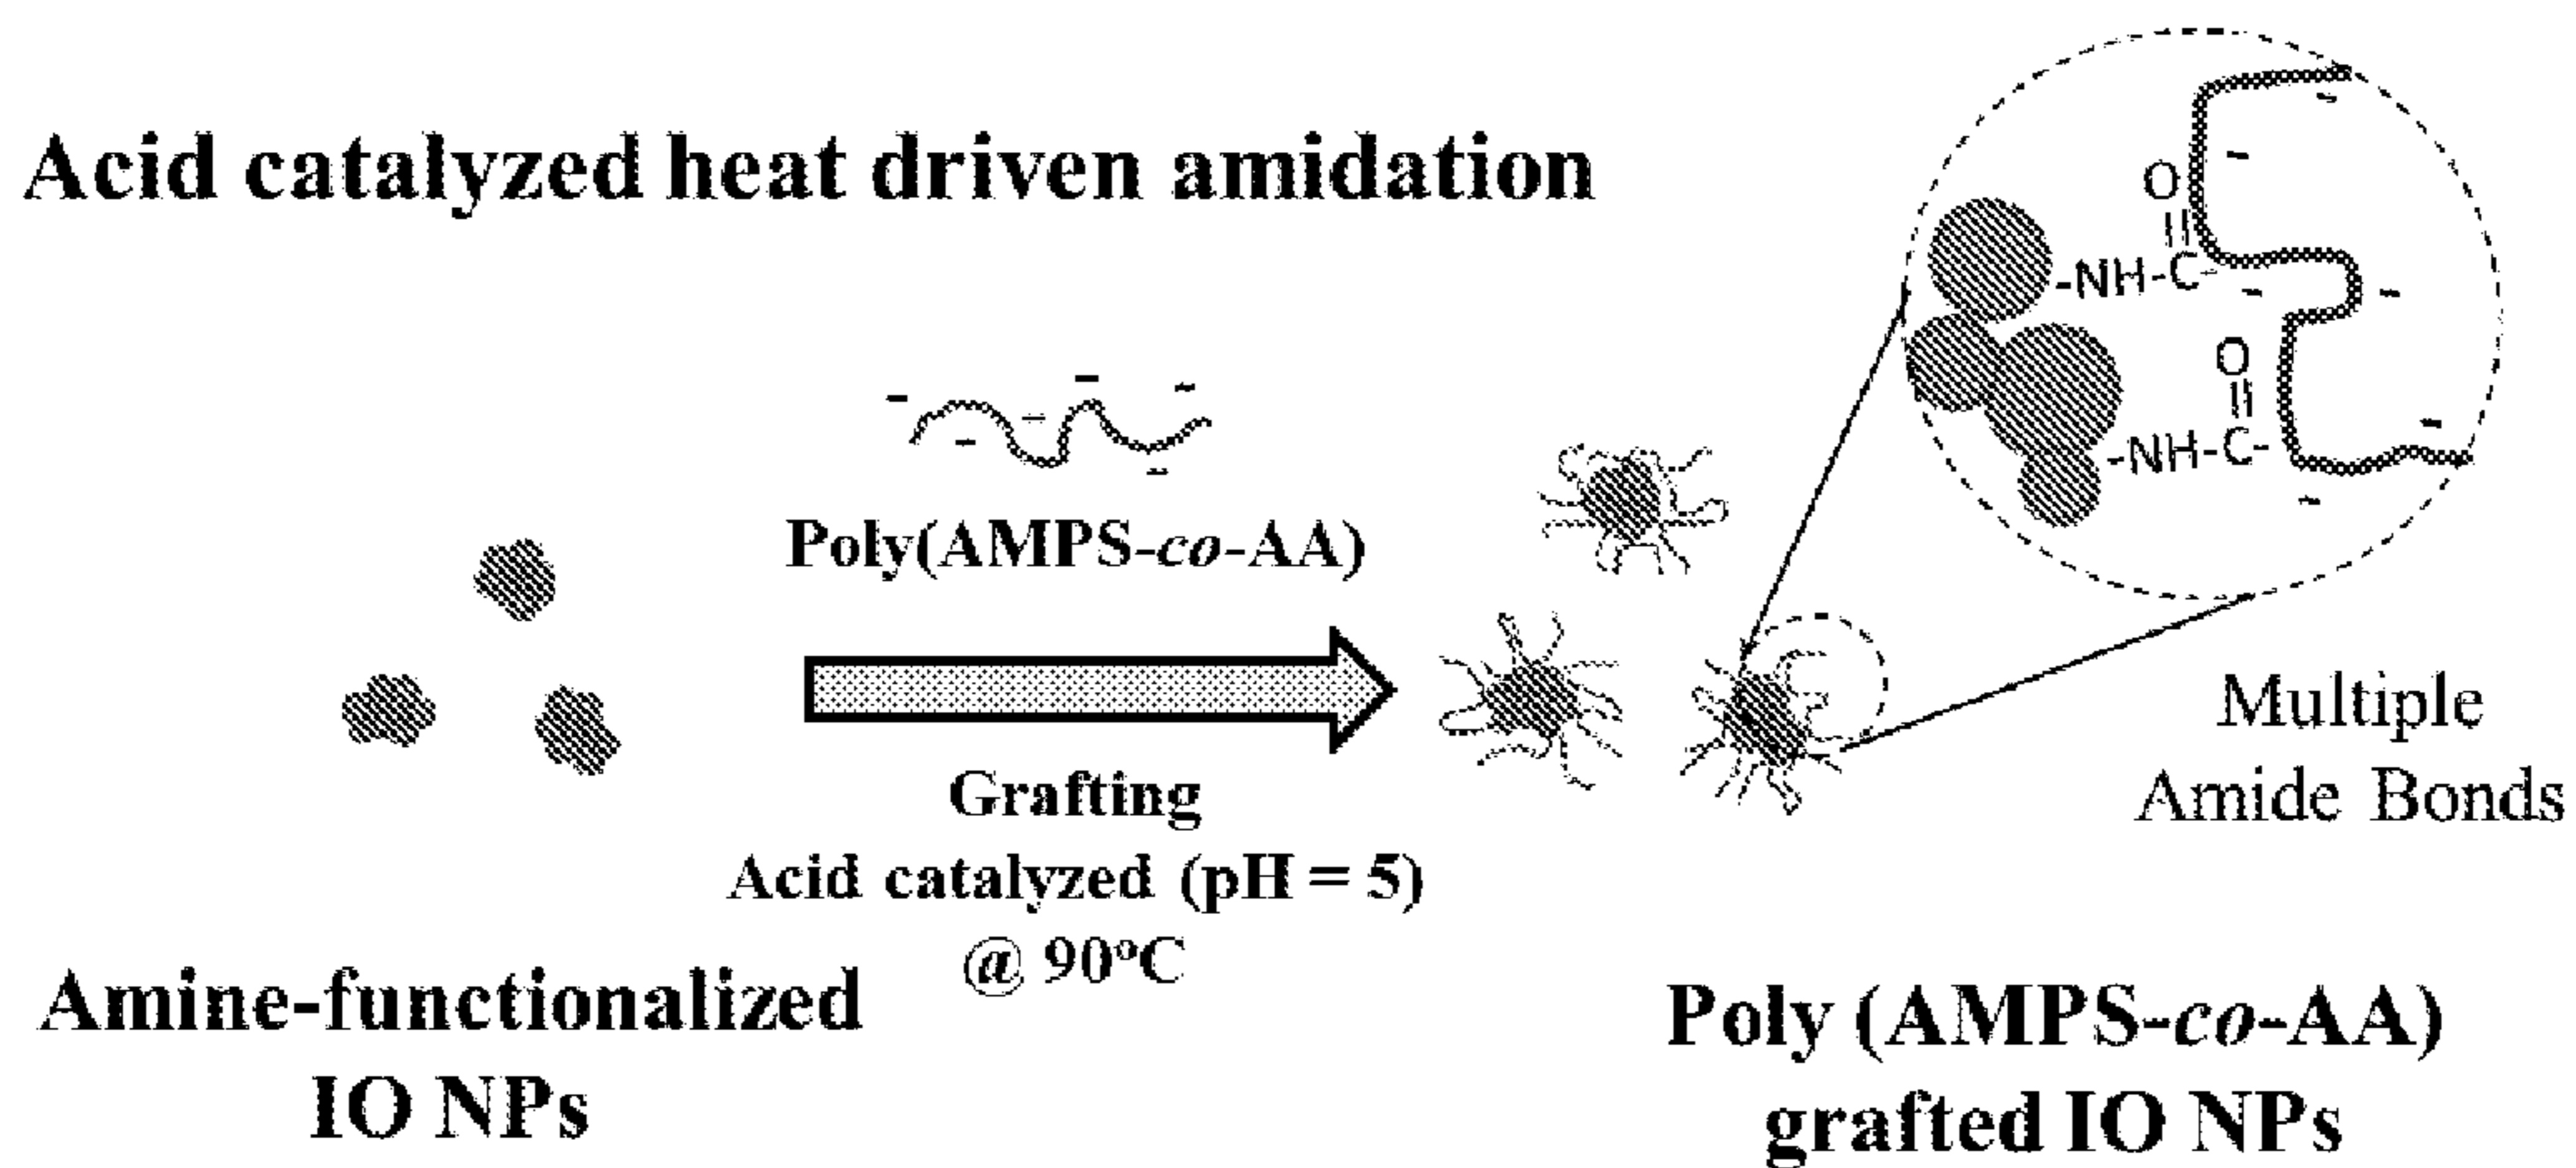 Acid catalyzed heat driven amidation
Poly(AMPS-co-AA)
Grafting
Acid catalyzed (pH = 5)
@ 90°C
Amine-functionalized
IO NPs
O
-NH-C-
O
-NH-C-
Multiple
Amide Bonds
Poly (AMPS-co-AA)
grafted IO NPs